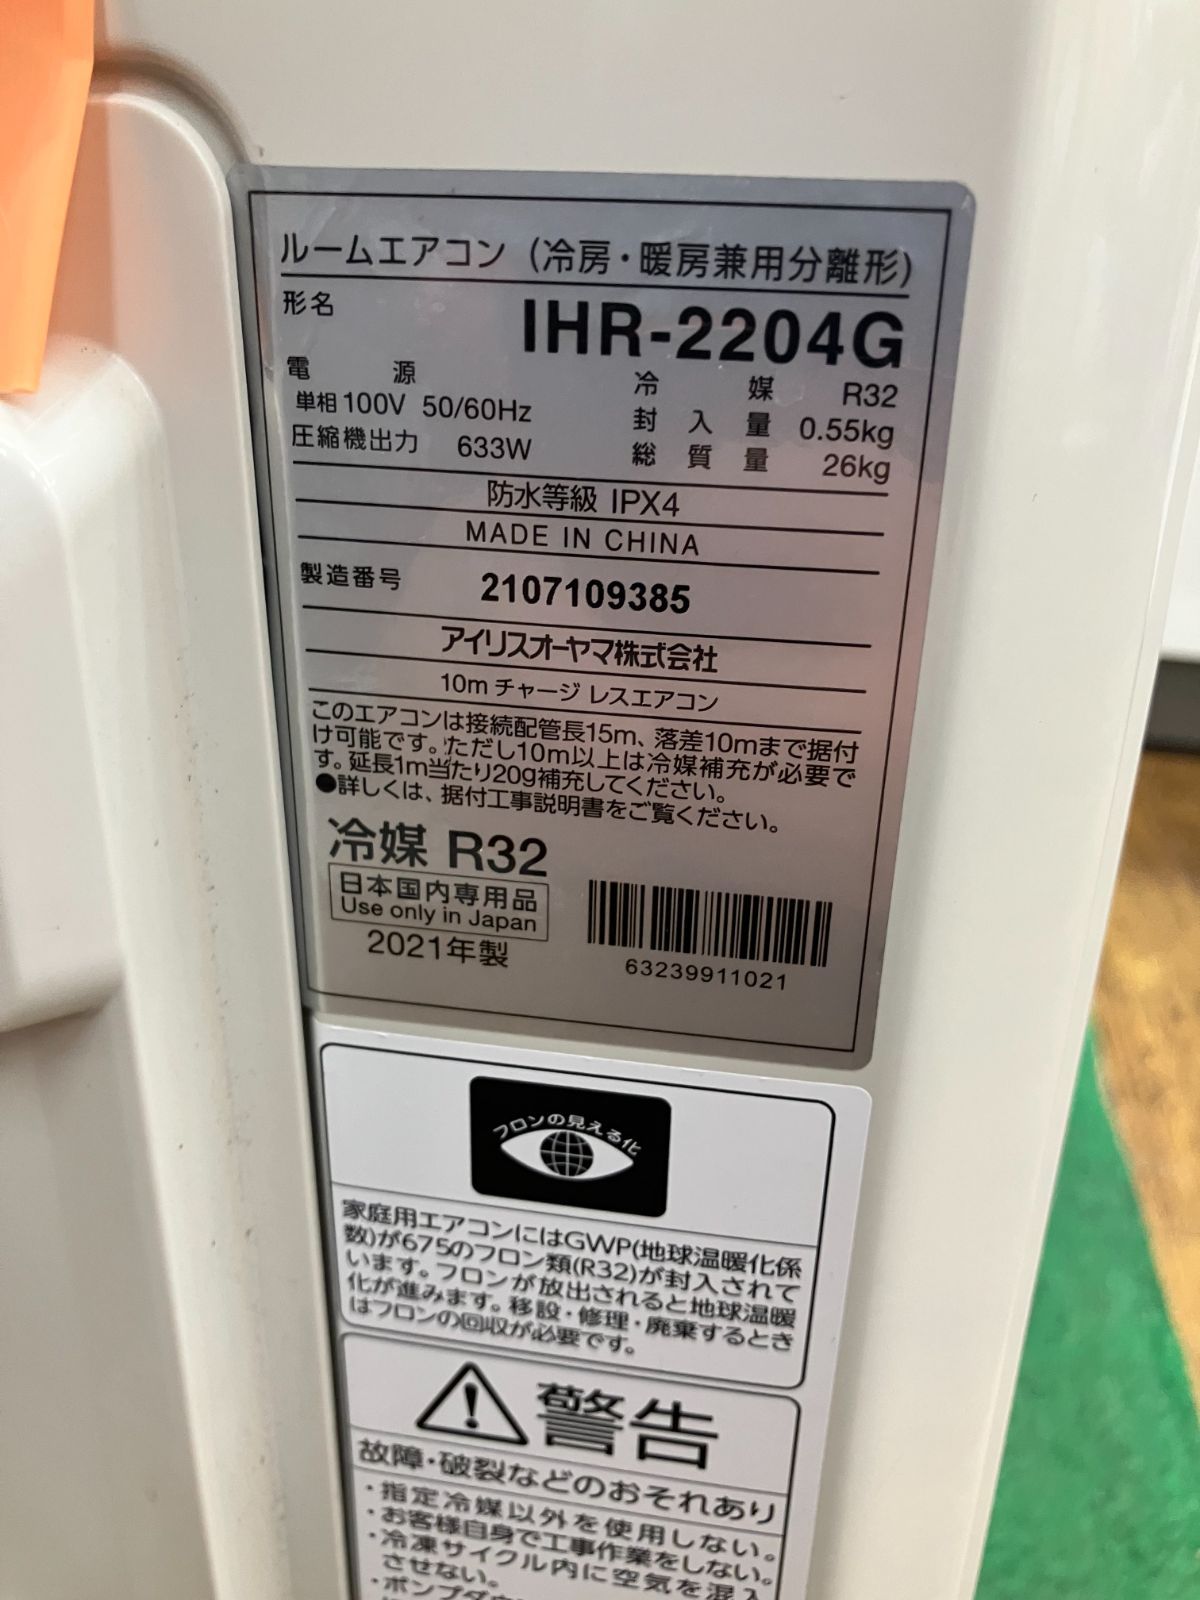 ルームエアコン (冷房・暖房兼用分離形)
形名 IHR-2204G
電源 冷媒 R32
単相100V 50/60Hz 封入量 0.55kg
圧縮機出力 633W 総質量 26kg
防水等級 IPX4
MADE IN CHINA
製造番号 2107109385
アイリスオーヤマ株式会社
10m チャージレスエアコン
このエアコンは接続配管長15m、落差10mまで据付
け可能です。ただし10m以上は冷媒補充が必要で
す。延長1m当たり20g補充してください。
●詳しくは、据付工事説明書をご覧ください。
冷媒 R32
日本国内専用品
Use only in Japan
2021年製
63239911021
フロンの見える化
家庭用エアコンにはGWP(地球温暖化係
数)が675のフロン類(R32)が封入されて
います。フロンが放出されると地球温暖
化が進みます。移設・修理・廃棄するとき
はフロンの回収が必要です。
警告
故障・破裂などのおそれあり
・指定冷媒以外を使用しない。
・お客様自身で工事作業をしない。
・冷凍サイクル内に空気を混入
させない。
・ポンプダウ